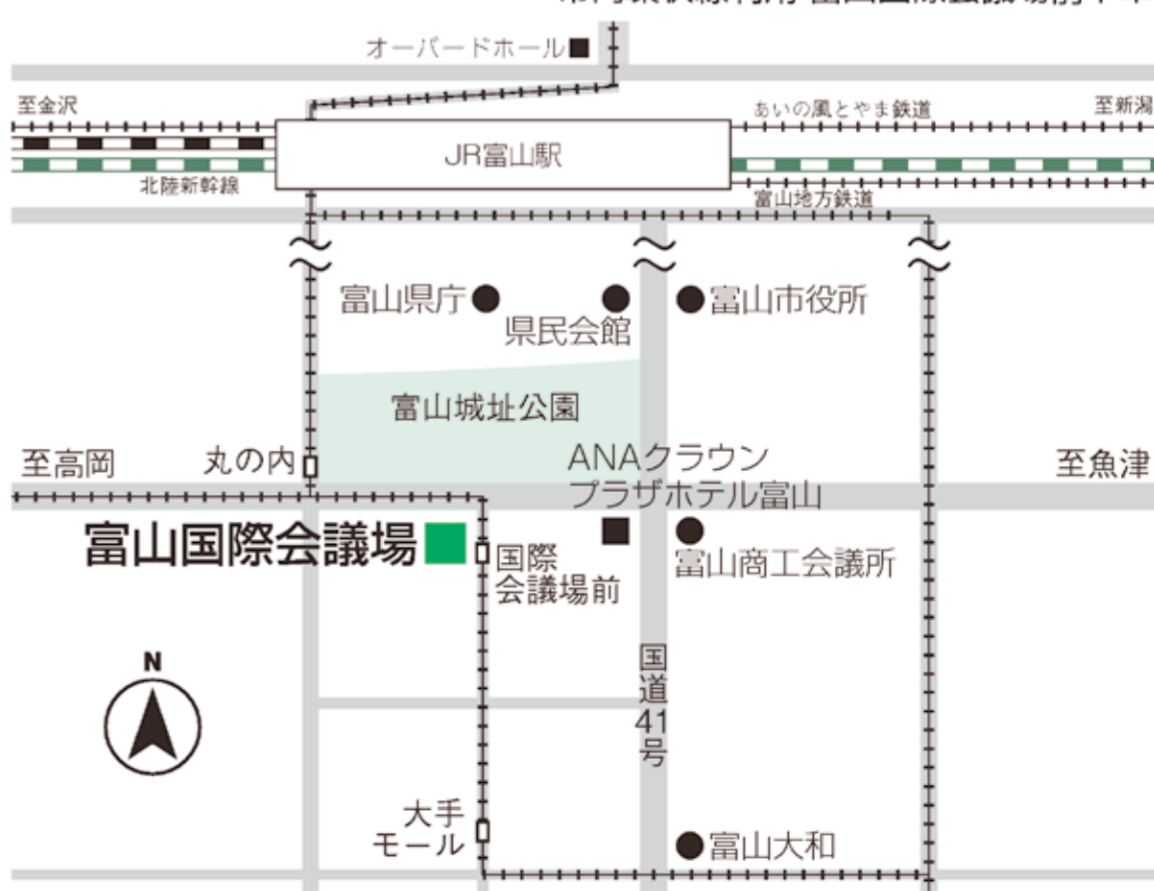 オーバードホール
至金沢
あいの風とやま鉄道
至新潟
JR富山駅
北陸新幹線
富山地方鉄道
富山県庁
県民会館
富山市役所
富山城址公園
至高岡
丸の内
ANAクラウン
プラザホテル富山
至魚津
富山国際会議場
国際
会議場前
富山商工会議所
N
国道41号
大手
モール
富山大和